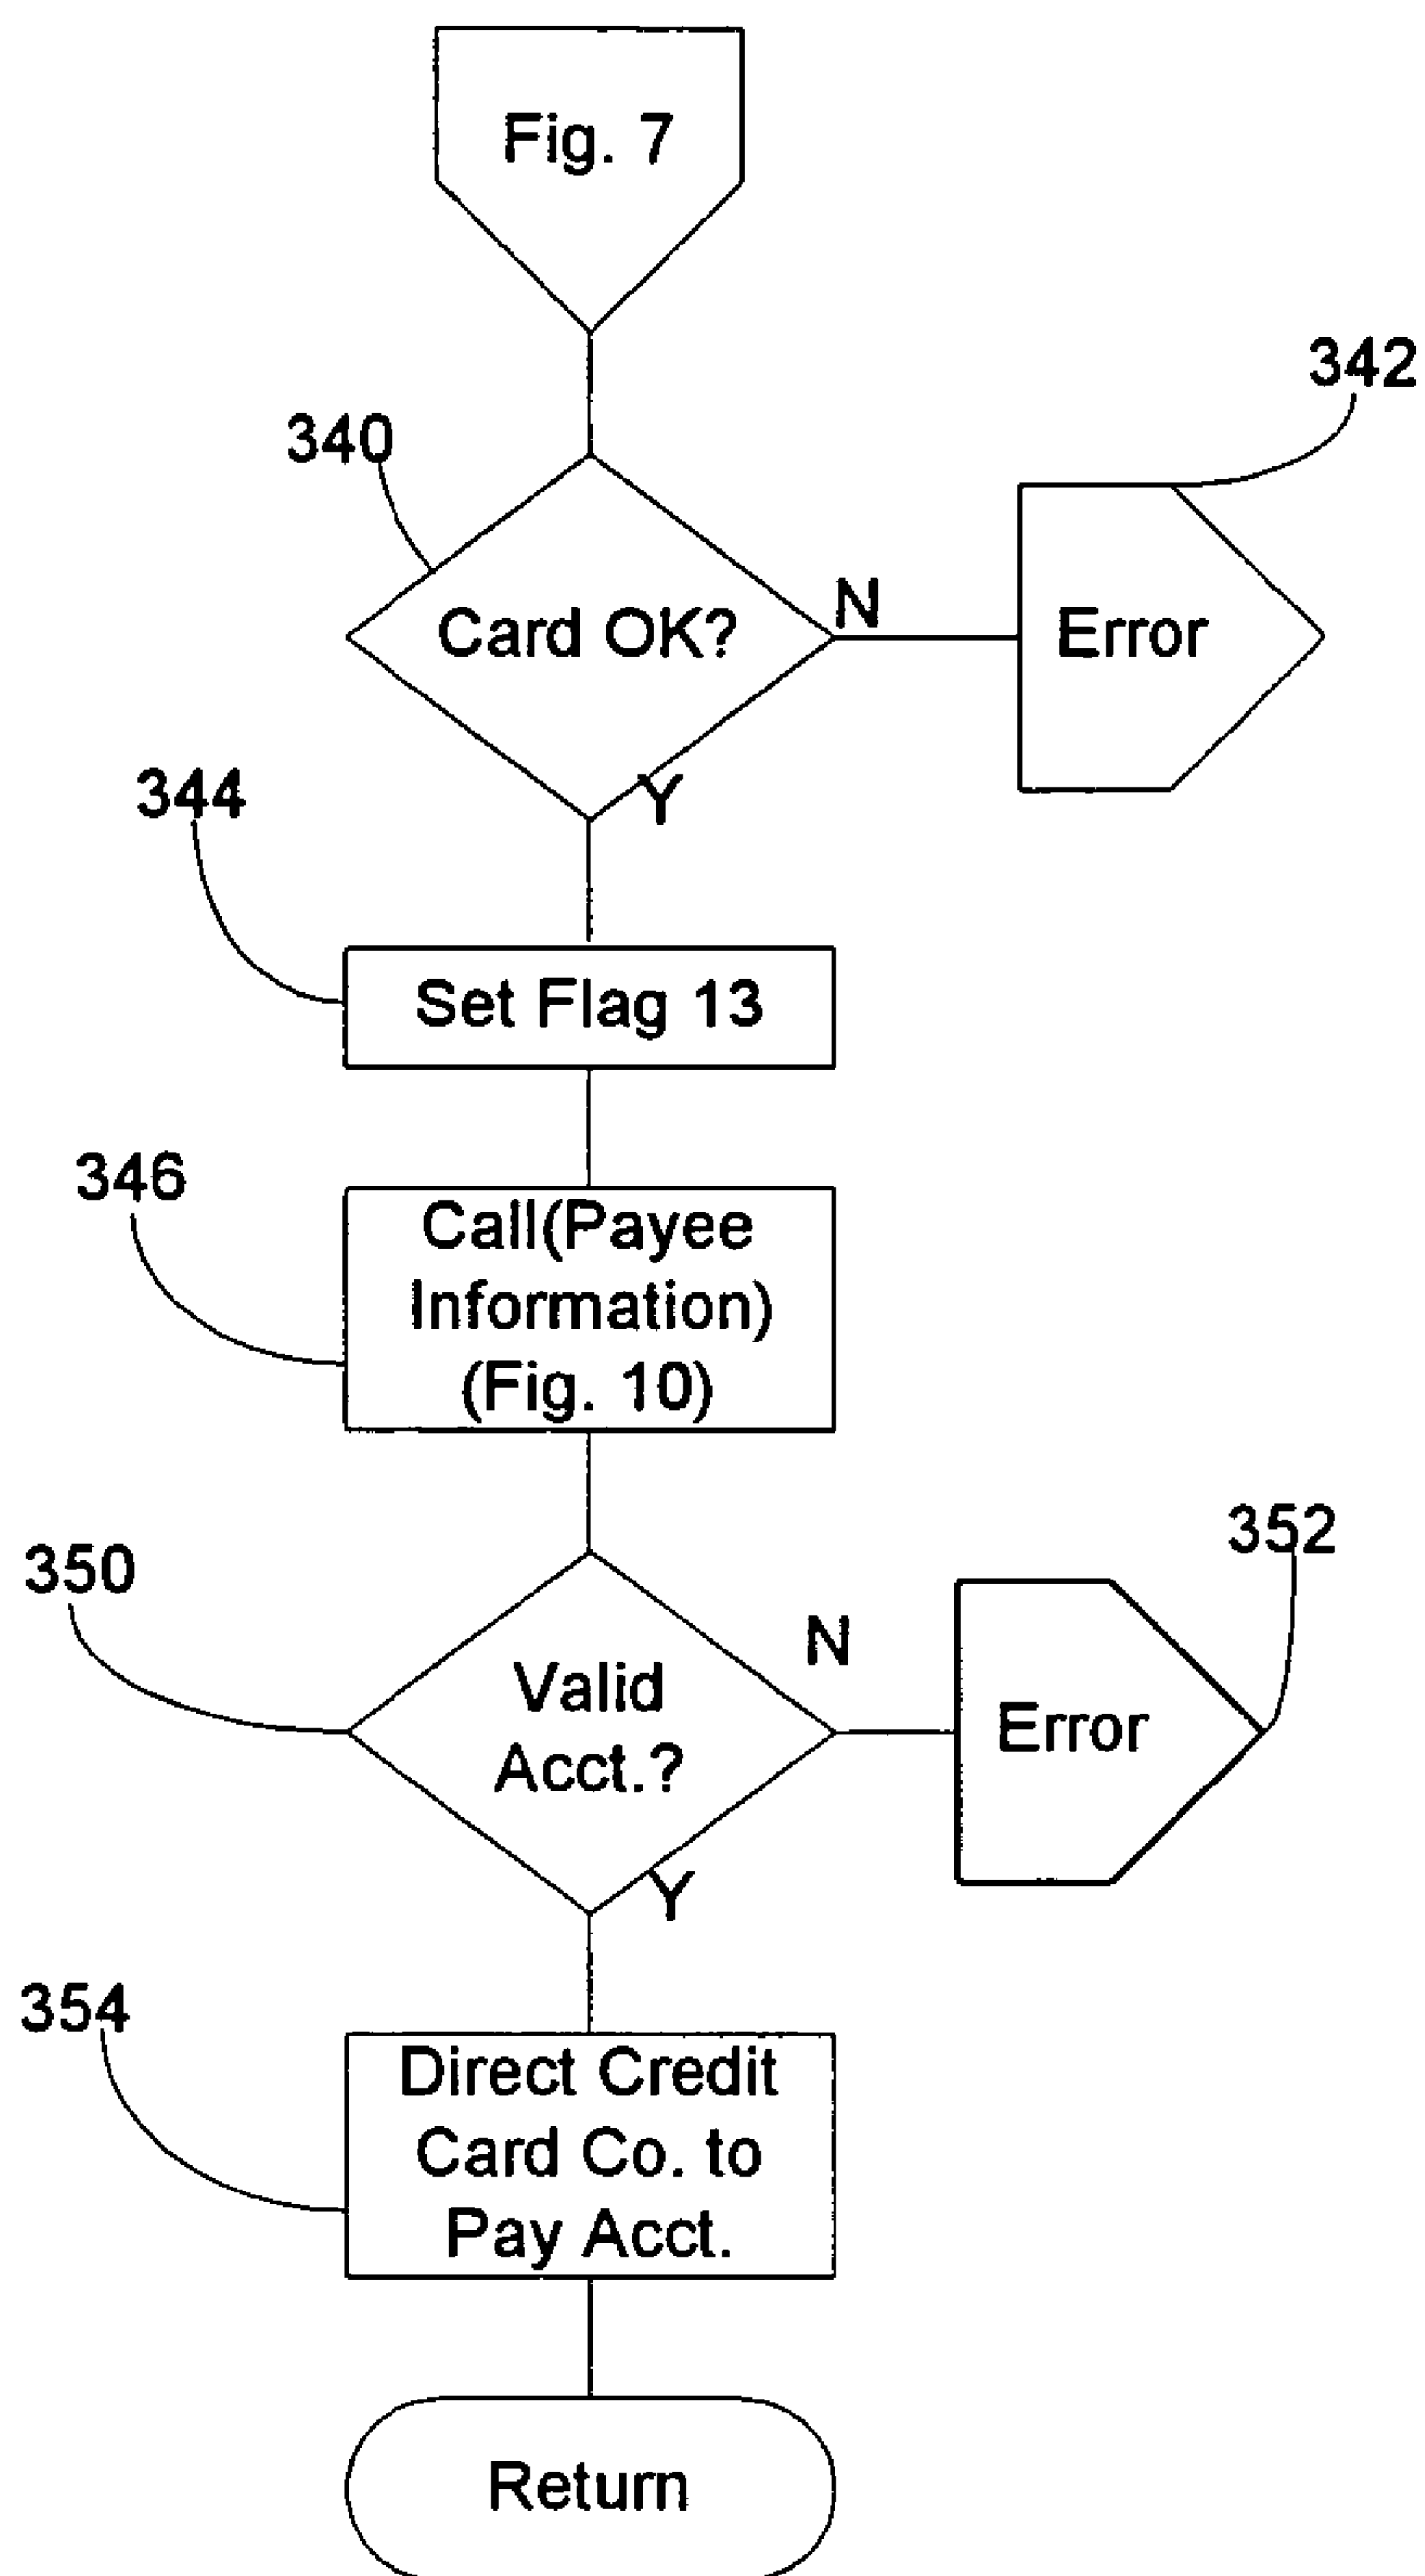 Fig. 7
342
340
Card OK?
N
Error
Y
344
Set Flag 13
346
Call(Payee
Information)
(Fig. 10)
352
350
N
Valid
Acct.?
Error
Y
354
Direct Credit
Card Co. to
Pay Acct.
Return